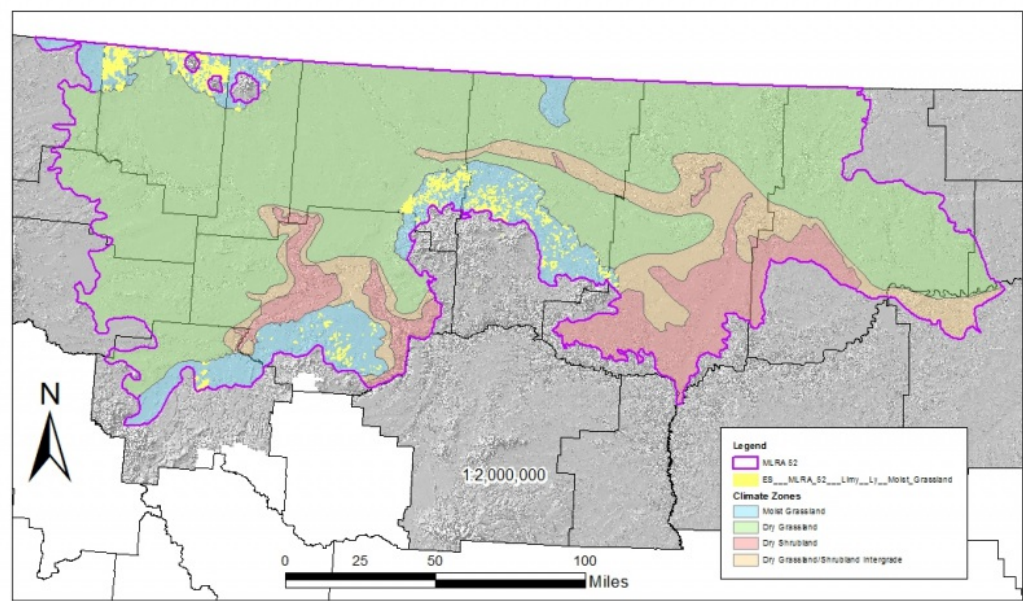 N
1:2,000,000
0 25 50 100
Miles
Legend
MLRA 52
ES___MLRA_52___Limy__Ly__Moist_Grassland
Climate Zones
Moist Grassland
Dry Grassland
Dry Shrubland
Dry Grassland/Shrubland Intergrade